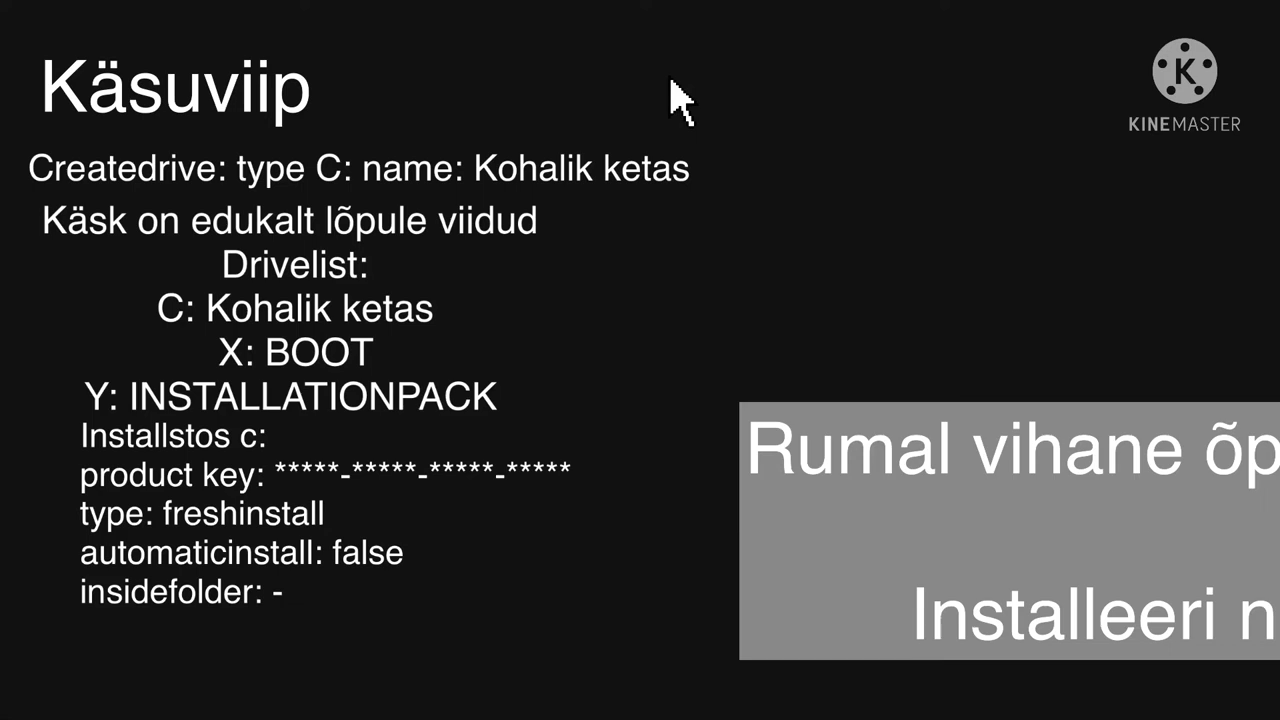 Käsuviip
K
KINEMASTER
Createdrive: type C: name: Kohalik ketas
Käsk on edukalt lõpule viidud
Drivelist:
C: Kohalik ketas
X: BOOT
Y: INSTALLATIONPACK
Installstos c:
product key: *****-*****-*****-*****
type: freshinstall
automaticinstall: false
insidefolder: -
Rumal vihane õp
Installeeri n